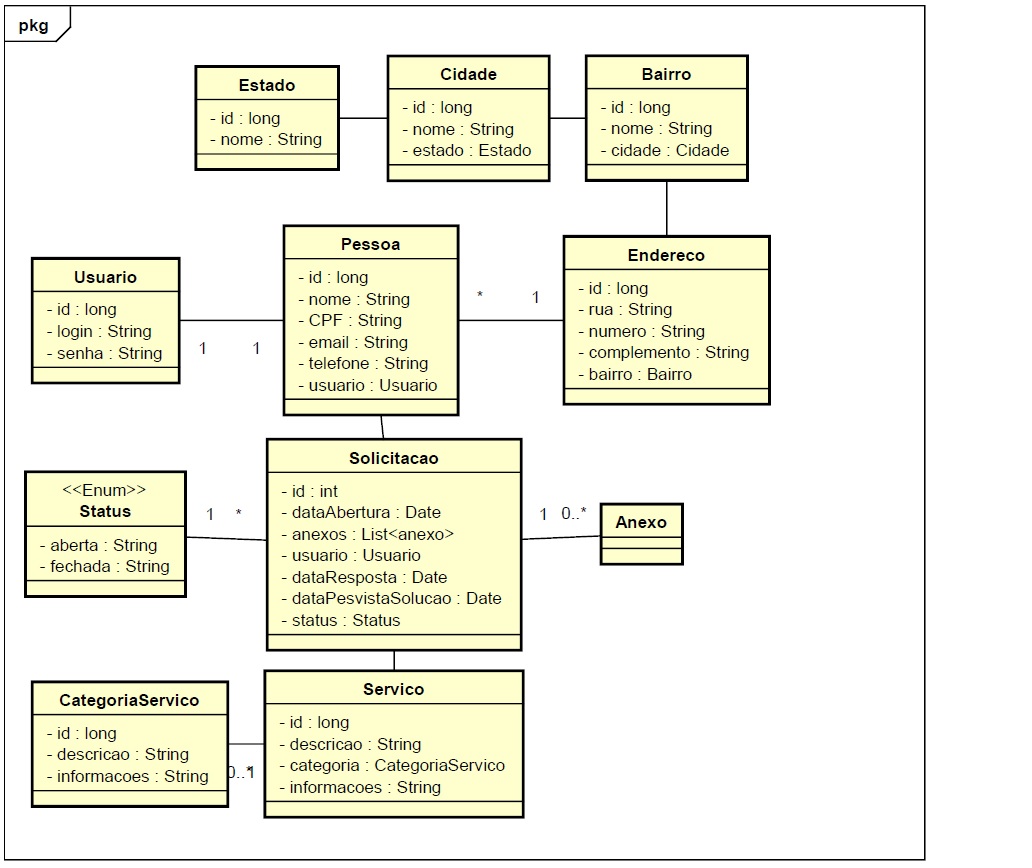 pkg
Estado
- id : long
- nome : String
Cidade
- id : long
- nome : String
- estado : Estado
Bairro
- id : long
- nome : String
- cidade : Cidade
Usuario
- id : long
- login : String
- senha : String
1 1
Pessoa
- id : long
- nome : String
- CPF : String
- email : String
- telefone : String
- usuario : Usuario
* 1
Endereco
- id : long
- rua : String
- numero : String
- complemento : String
- bairro : Bairro
<<Enum>>
Status
- aberta : String
- fechada : String
1 *
Solicitacao
- id : int
- dataAbertura : Date
- anexos : List<anexo>
- usuario : Usuario
- dataResposta : Date
- dataPesvistaSolucao : Date
- status : Status
1 0..*
Anexo
CategoriaServico
- id : long
- descricao : String
- informacoes : String
0..*
1
Servico
- id : long
- descricao : String
- categoria : CategoriaServico
- informacoes : String